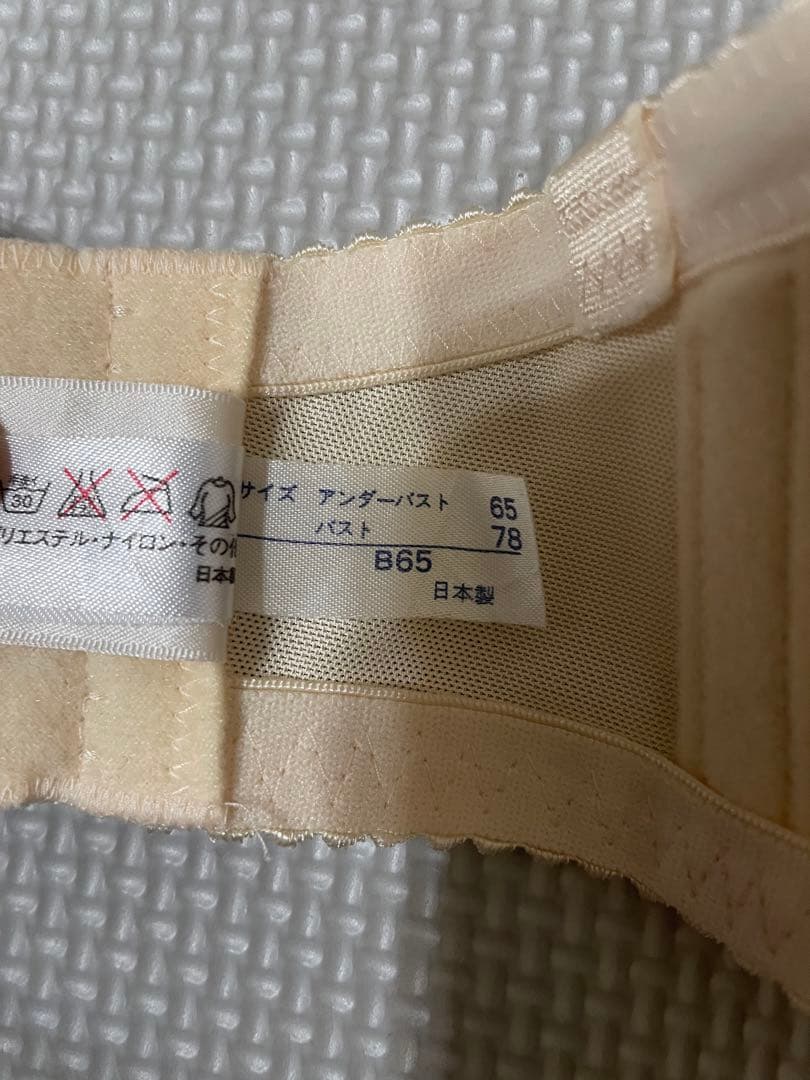 サイズ アンダーバスト 65
バスト 78
B65
日本製
30
リエステル・ナイロン・その他
日本製